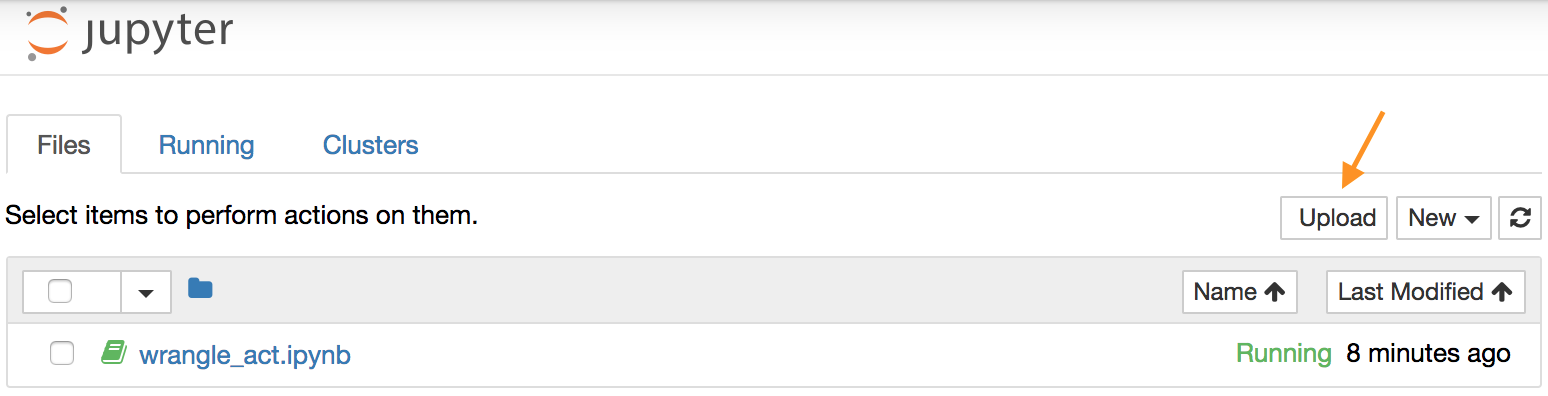 jupyter
Files Running Clusters
Select items to perform actions on them. Upload New
Name Last Modified
wrangle_act.ipynb Running 8 minutes ago